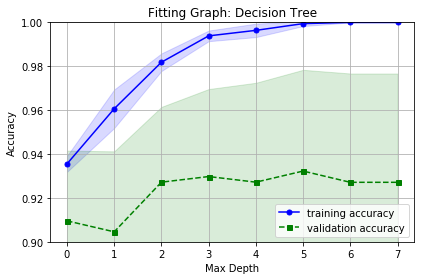 Fitting Graph: Decision Tree
Accuracy
1.00
0.98
0.96
0.94
0.92
0.90
training accuracy
validation accuracy
0 1 2 3 4 5 6 7
Max Depth